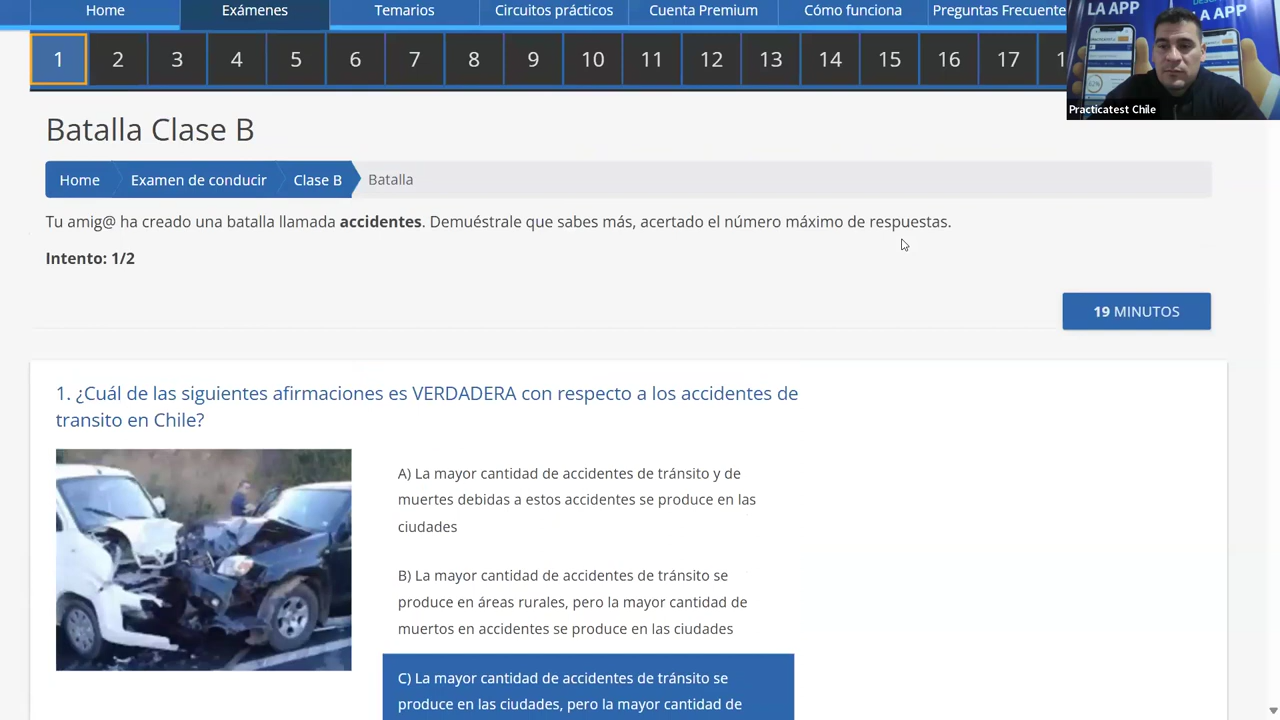 Home Exámenes Temarios Circuitos prácticos Cuenta Premium Cómo funciona Preguntas Frecuente
LA APP
LA APP
1 2 3 4 5 6 7 8 9 10 11 12 13 14 15 16 17
Practicatest Chile
Batalla Clase B
Home Examen de conducir Clase B Batalla
Tu amig@ ha creado una batalla llamada accidentes. Demuéstrale que sabes más, acertado el número máximo de respuestas.
Intento: 1/2
19 MINUTOS
1. ¿Cuál de las siguientes afirmaciones es VERDADERA con respecto a los accidentes de
transito en Chile?
A) La mayor cantidad de accidentes de tránsito y de
muertes debidas a estos accidentes se produce en las
ciudades
B) La mayor cantidad de accidentes de tránsito se
produce en áreas rurales, pero la mayor cantidad de
muertos en accidentes se produce en las ciudades
C) La mayor cantidad de accidentes de tránsito se
produce en las ciudades, pero la mayor cantidad de